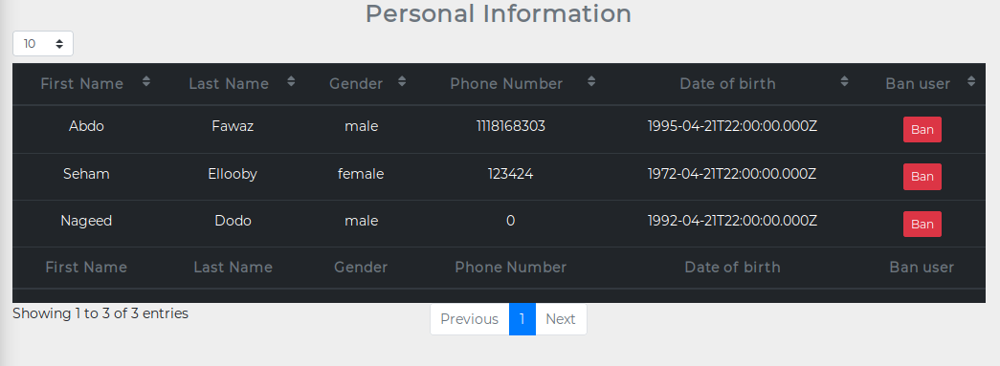 Personal Information
10
First Name Last Name Gender Phone Number Date of birth Ban user
Abdo Fawaz male 1118168303 1995-04-21T22:00:00.000Z Ban
Seham Ellooby female 123424 1972-04-21T22:00:00.000Z Ban
Nageed Dodo male 0 1992-04-21T22:00:00.000Z Ban
First Name Last Name Gender Phone Number Date of birth Ban user
Showing 1 to 3 of 3 entries Previous 1 Next